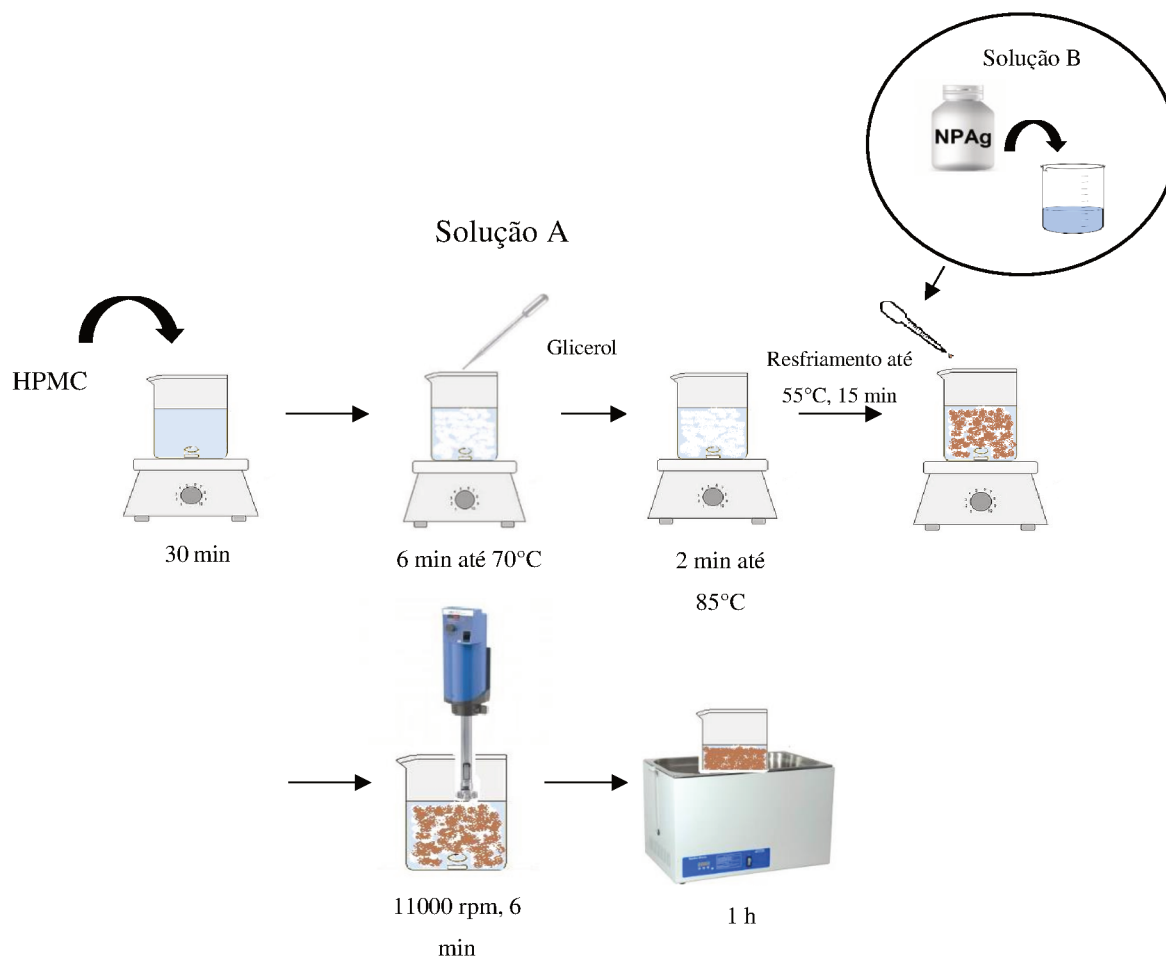 Solução B
NPAg
Solução A
HPMC
Glicerol
Resfriamento até
55°C, 15 min
30 min
6 min até 70°C
2 min até
85°C
11000 rpm, 6
min
1 h